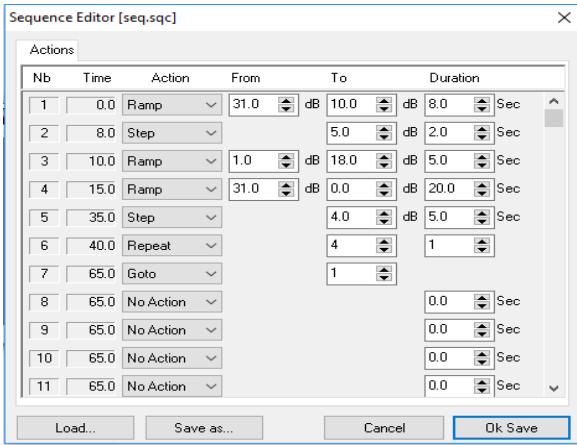 Sequence Editor [seq.sqc]
Actions
Nb Time Action From To Duration
1 0.0 Ramp 31.0 dB 10.0 dB 8.0 Sec
2 8.0 Step 5.0 dB 2.0 Sec
3 10.0 Ramp 1.0 dB 18.0 dB 5.0 Sec
4 15.0 Ramp 31.0 dB 0.0 dB 20.0 Sec
5 35.0 Step 4.0 dB 5.0 Sec
6 40.0 Repeat 4 1
7 65.0 Goto 1
8 65.0 No Action 0.0 Sec
9 65.0 No Action 0.0 Sec
10 65.0 No Action 0.0 Sec
11 65.0 No Action 0.0 Sec
Load... Save as... Cancel Ok Save